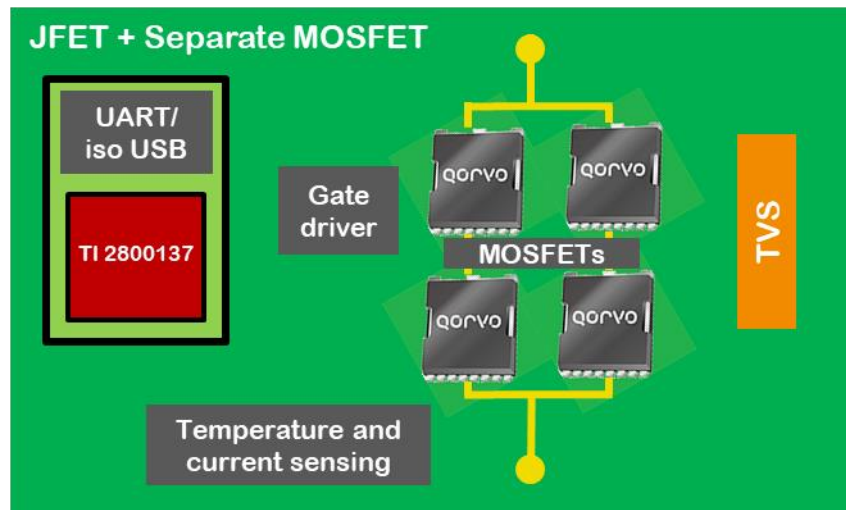 JFET + Separate MOSFET
UART/
iso USB
TI 2800137
Gate
driver
QORVO
QORVO
MOSFETs
QORVO
QORVO
TVS
Temperature and
current sensing